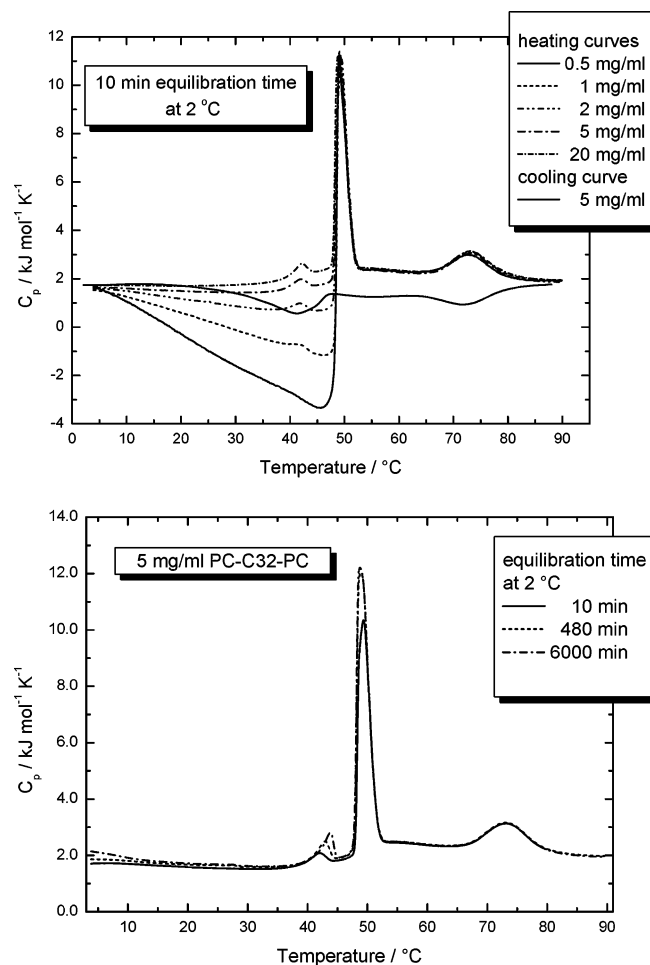 12
10
8
6
4
2
0
-2
-4
C_p / kJ mol⁻¹ K⁻¹
10 min equilibration time
at 2 °C
heating curves
0.5 mg/ml
1 mg/ml
2 mg/ml
5 mg/ml
20 mg/ml
cooling curve
5 mg/ml
0 10 20 30 40 50 60 70 80 90
Temperature / °C
14.0
12.0
10.0
8.0
6.0
4.0
2.0
0.0
C_p / kJ mol⁻¹ K⁻¹
5 mg/ml PC-C32-PC
equilibration time
at 2 °C
10 min
480 min
6000 min
10 20 30 40 50 60 70 80 90
Temperature / °C